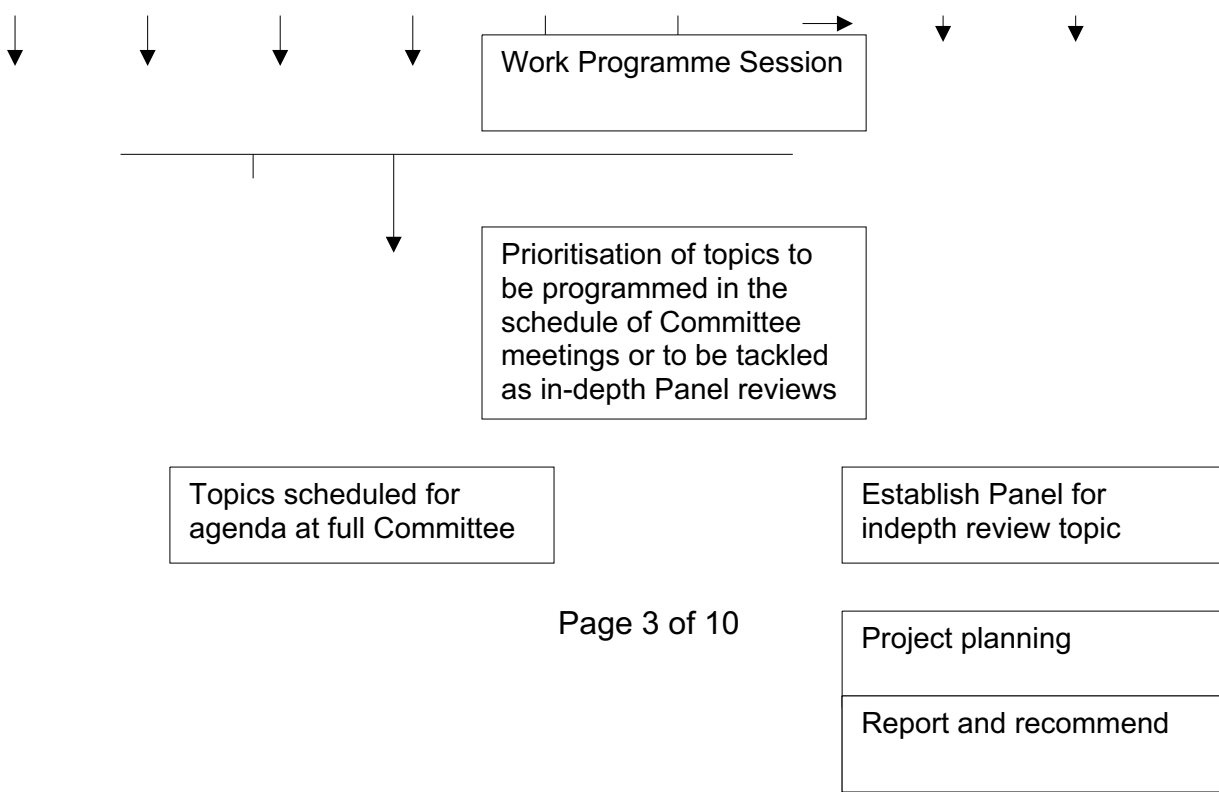 Work Programme Session
Prioritisation of topics to
be programmed in the
schedule of Committee
meetings or to be tackled
as in-depth Panel reviews
Topics scheduled for
agenda at full Committee
Establish Panel for
indepth review topic
Page 3 of 10
Project planning
Report and recommend